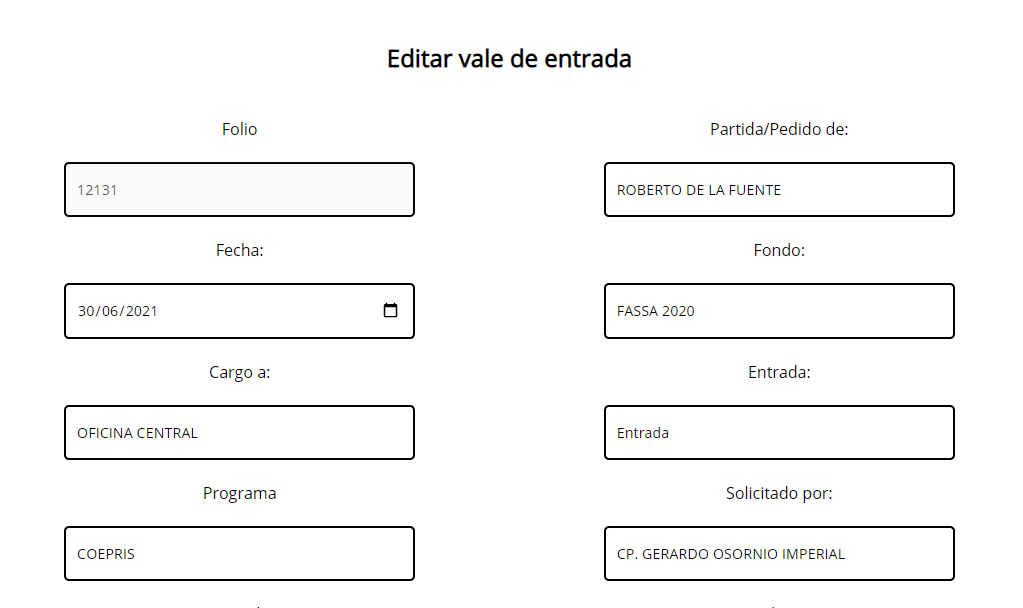 Editar vale de entrada
Folio
12131
Partida/Pedido de:
ROBERTO DE LA FUENTE
Fecha:
30/06/2021
Fondo:
FASSA 2020
Cargo a:
OFICINA CENTRAL
Entrada:
Entrada
Programa
COEPRIS
Solicitado por:
CP. GERARDO OSORNIO IMPERIAL